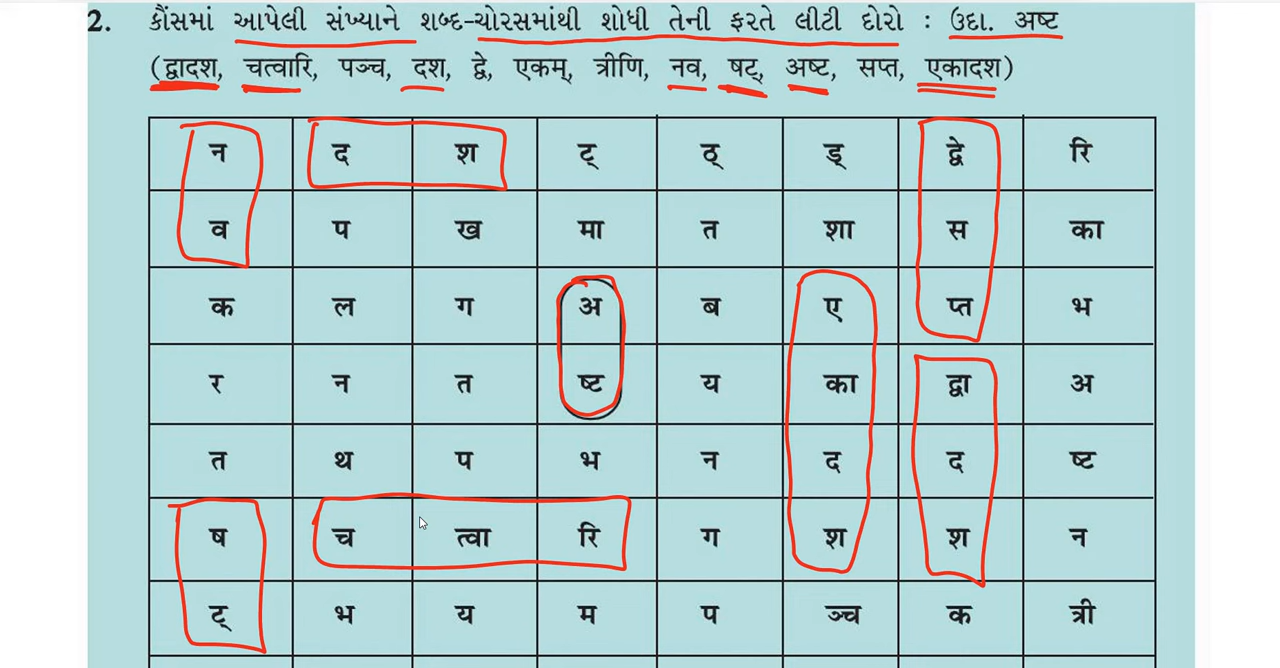 2. કૌંસમાં આપેલી સંખ્યાને શબ્દ-ચોરસમાંથી શોધી તેની ફરતે લીટી દોરો : ઉદા. अष्ट
(द्वादश, चत्वारि, पञ्च, दश, द्वे, एकम्, त्रीणि, नव, षट्, अष्ट, सप्त, एकादश)
न द श ट् ठ् ड् द्वे रि
व प ख मा त शा स का
क ल ग अ ब ए प्त भ
र न त ष्ट य का द्वा अ
त थ प भ न द द ष्ट
ष च त्वा रि ग श श न
ट् भ य म प ञ्च क त्री